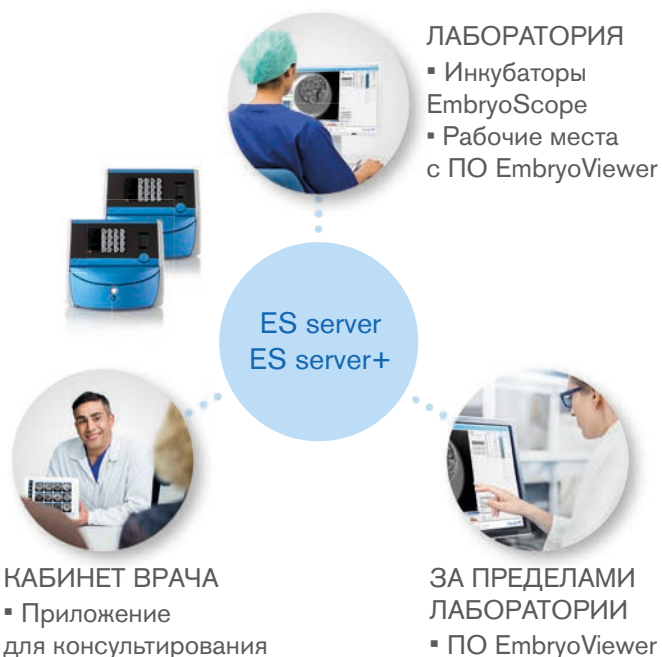 ЛАБОРАТОРИЯ
▪ Инкубаторы
EmbryoScope
▪ Рабочие места
с ПО EmbryoViewer
ES server
ES server+
КАБИНЕТ ВРАЧА
▪ Приложение
для консультирования
ЗА ПРЕДЕЛАМИ
ЛАБОРАТОРИИ
▪ ПО EmbryoViewer